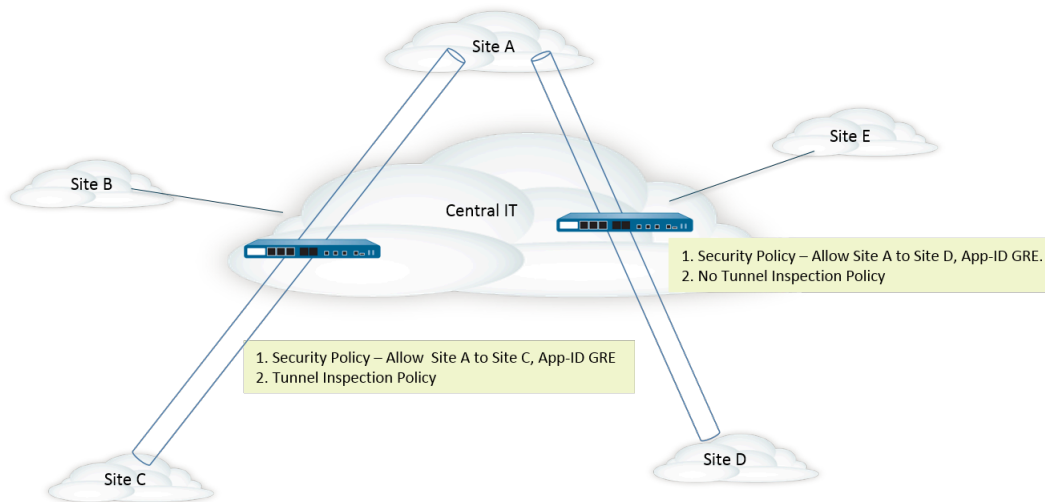 Site A
Site E
Site B
Central IT
1. Security Policy – Allow Site A to Site D, App-ID GRE.
2. No Tunnel Inspection Policy
1. Security Policy – Allow  Site A to Site C, App-ID GRE
2. Tunnel Inspection Policy
Site C
Site D